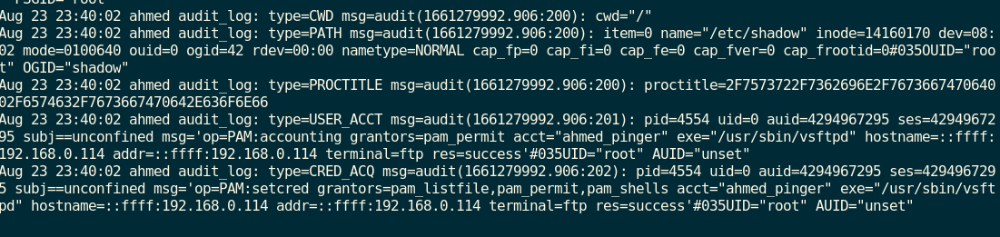 Aug 23 23:40:02 ahmed audit_log: type=CWD msg=audit(1661279992.906:200): cwd="/"
Aug 23 23:40:02 ahmed audit_log: type=PATH msg=audit(1661279992.906:200): item=0 name="/etc/shadow" inode=14160170 dev=08:
02 mode=0100640 ouid=0 ogid=42 rdev=00:00 nametype=NORMAL cap_fp=0 cap_fi=0 cap_fe=0 cap_fver=0 cap_frootid=0#035OUID="roo
t" OGID="shadow"
Aug 23 23:40:02 ahmed audit_log: type=PROCTITLE msg=audit(1661279992.906:200): proctitle=2F7573722F7362696E2F7673667470640
02F6574632F7673667470642E636F6E66
Aug 23 23:40:02 ahmed audit_log: type=USER_ACCT msg=audit(1661279992.906:201): pid=4554 uid=0 auid=4294967295 ses=42949672
95 subj==unconfined msg='op=PAM:accounting grantors=pam_permit acct="ahmed_pinger" exe="/usr/sbin/vsftpd" hostname=::ffff:
192.168.0.114 addr=::ffff:192.168.0.114 terminal=ftp res=success'#035UID="root" AUID="unset"
Aug 23 23:40:02 ahmed audit_log: type=CRED_ACQ msg=audit(1661279992.906:202): pid=4554 uid=0 auid=4294967295 ses=429496729
5 subj==unconfined msg='op=PAM:setcred grantors=pam_listfile,pam_permit,pam_shells acct="ahmed_pinger" exe="/usr/sbin/vsft
pd" hostname=::ffff:192.168.0.114 addr=::ffff:192.168.0.114 terminal=ftp res=success'#035UID="root" AUID="unset"